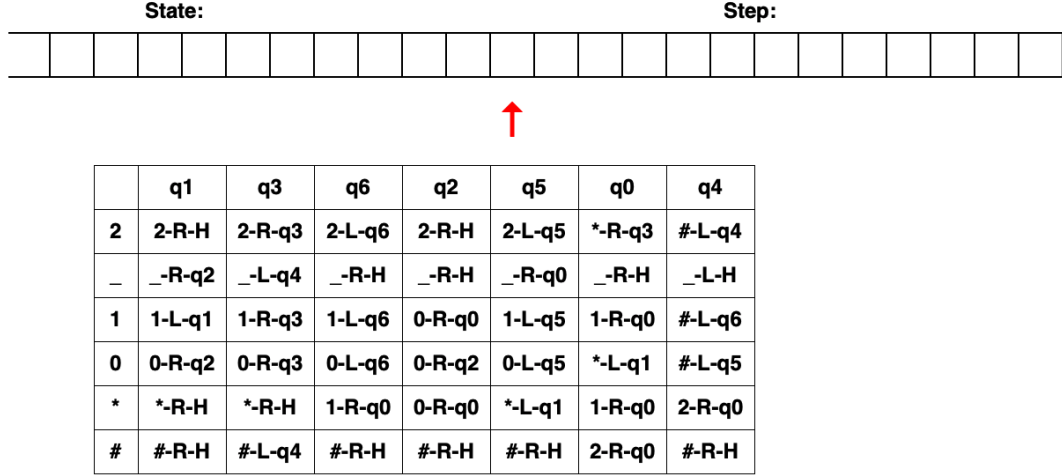 State: Step:
q1 q3 q6 q2 q5 q0 q4
2 2-R-H 2-R-q3 2-L-q6 2-R-H 2-L-q5 *-R-q3 #-L-q4
_ _-R-q2 _-L-q4 _-R-H _-R-H _-R-q0 _-R-H _-L-H
1 1-L-q1 1-R-q3 1-L-q6 0-R-q0 1-L-q5 1-R-q0 #-L-q6
0 0-R-q2 0-R-q3 0-L-q6 0-R-q2 0-L-q5 *-L-q1 #-L-q5
* *-R-H *-R-H 1-R-q0 0-R-q0 *-L-q1 1-R-q0 2-R-q0
# #-R-H #-L-q4 #-R-H #-R-H #-R-H 2-R-q0 #-R-H